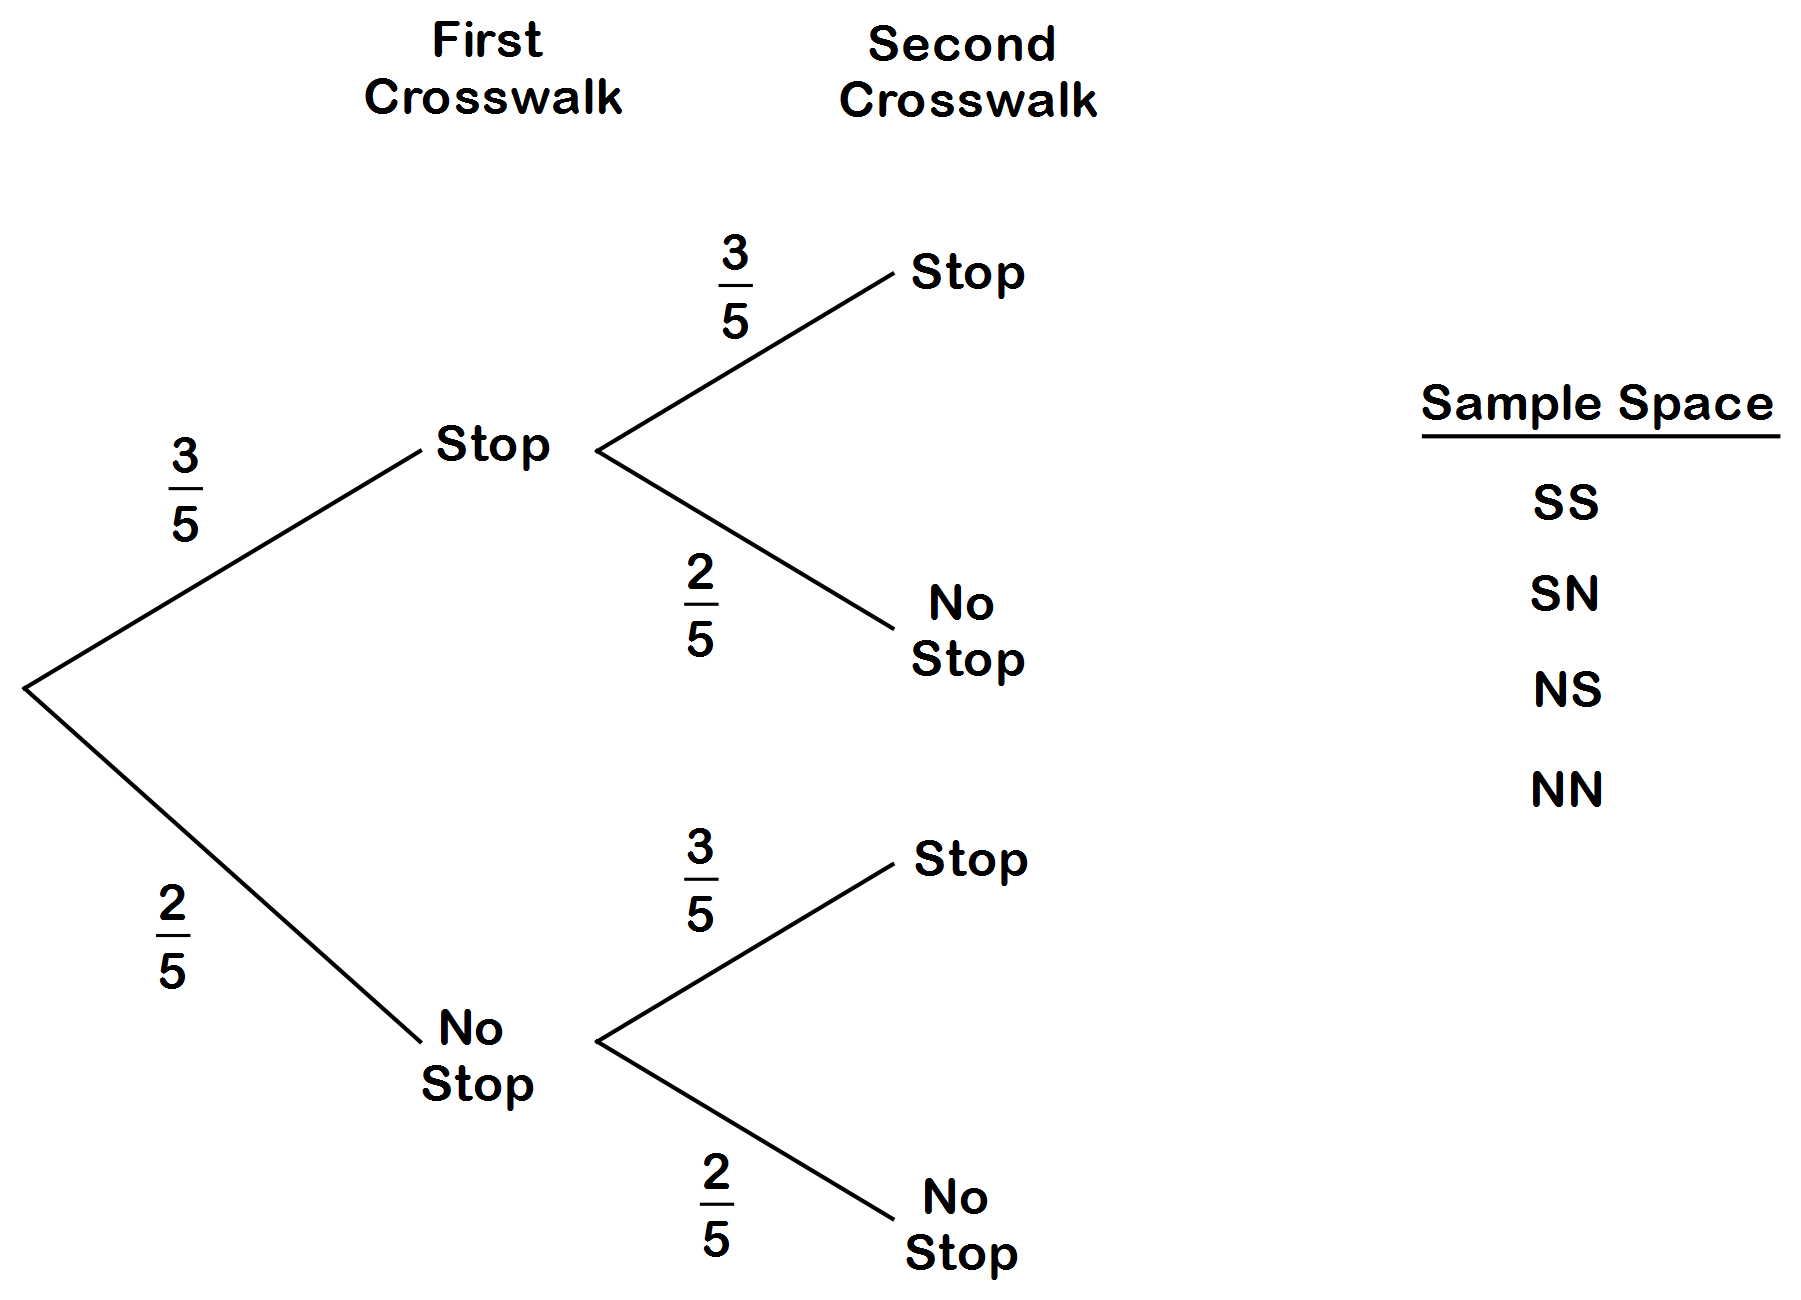 First
Crosswalk
Second
Crosswalk
3
5
Stop
3
5
Stop
2
5
No
Stop
2
5
No
Stop
3
5
Stop
2
5
No
Stop
Sample Space
SS
SN
NS
NN